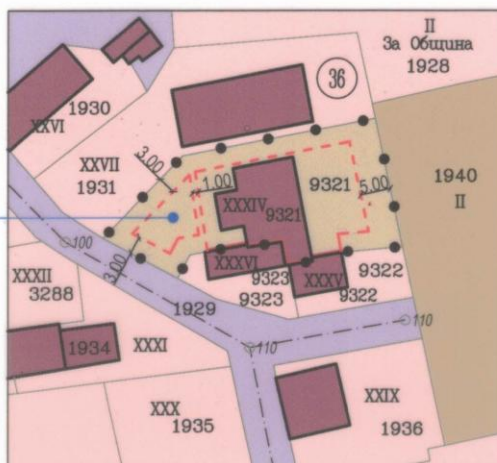 II
За Община
1928
36
1930
XXVI
XXVII
1931
3.00
1.00
9321
5.00
1940
II
XXXIV
9321
100
3.00
XXXVI
9323
9323
XXXV
9322
9322
XXXII
3288
1929
110
110
1934
XXXI
XXX
1935
XXIX
1936